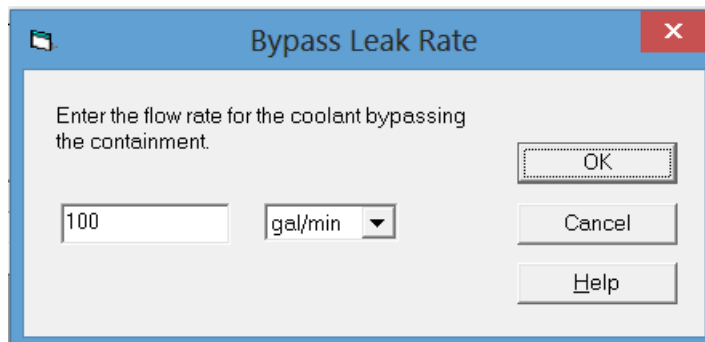 Bypass Leak Rate
Enter the flow rate for the coolant bypassing
the containment.
OK
100
gal/min
Cancel
Help